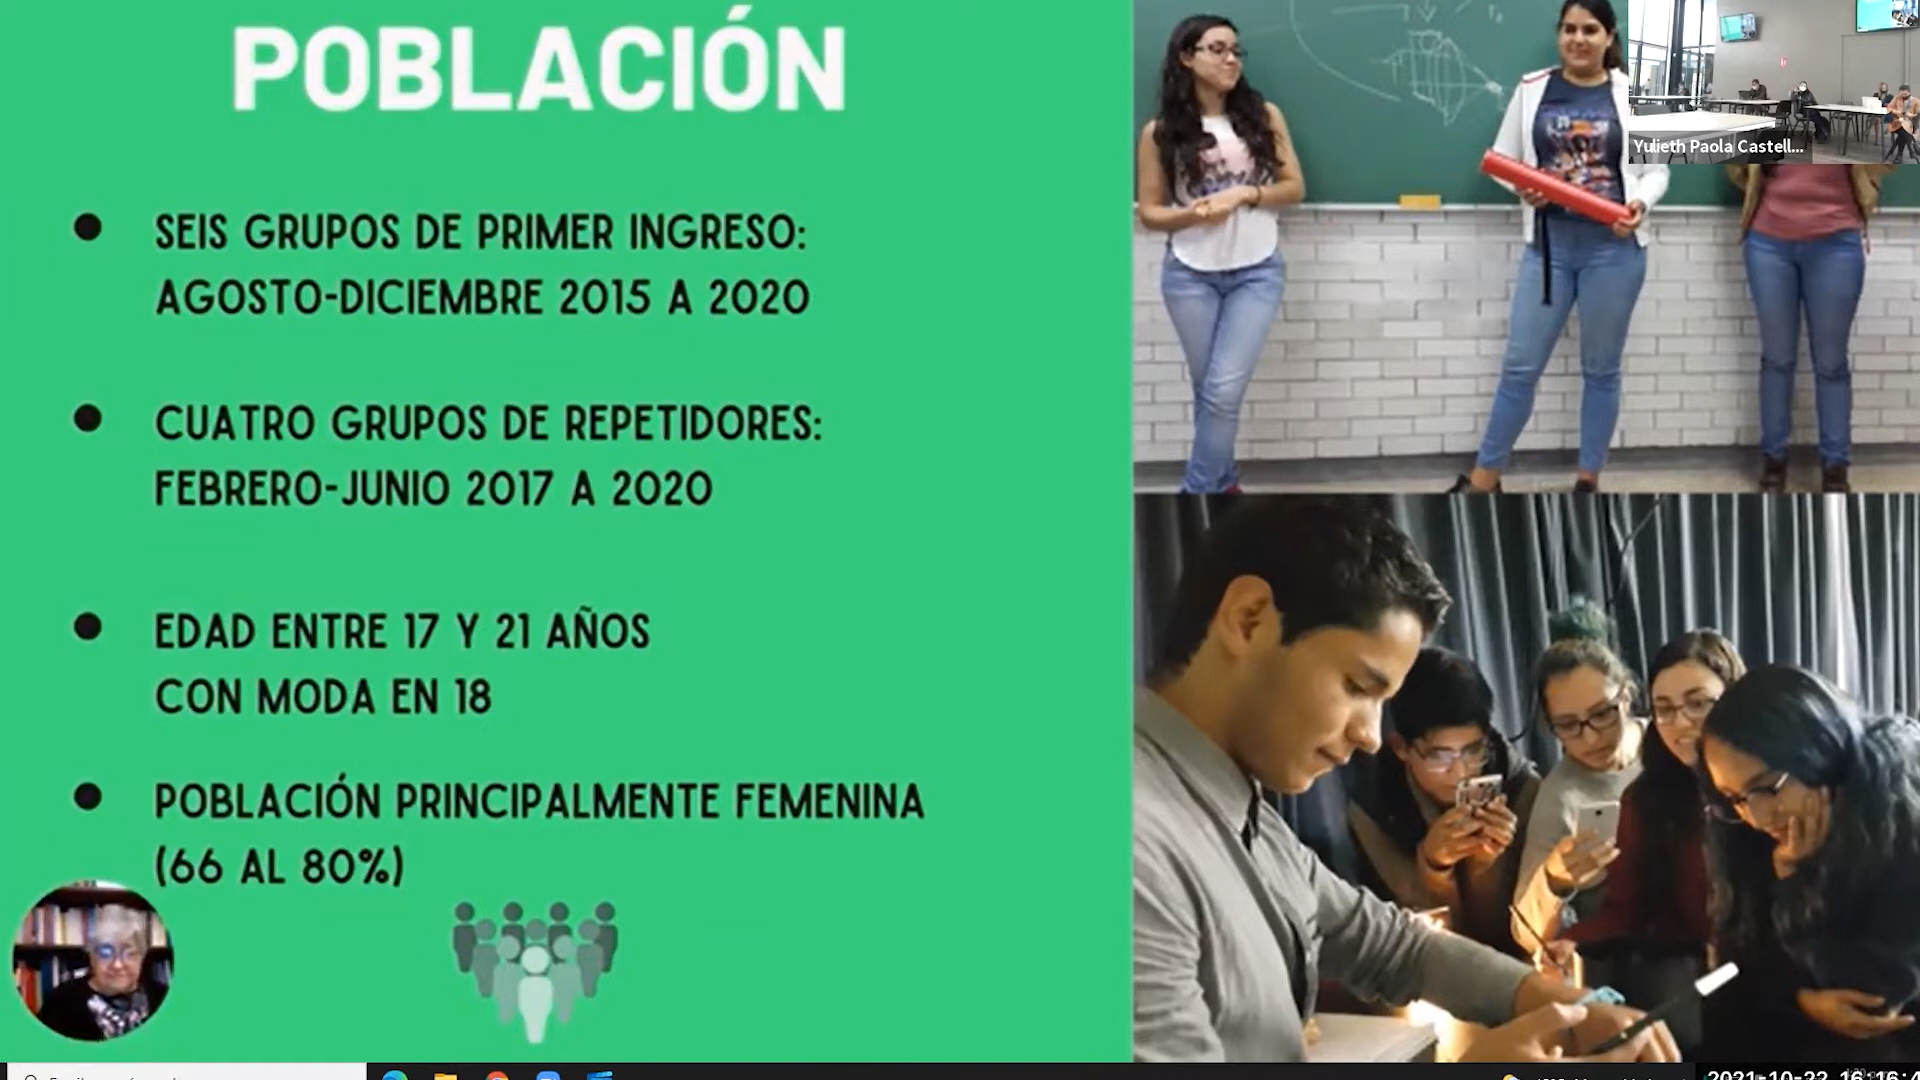 POBLACIÓN
SEIS GRUPOS DE PRIMER INGRESO:
AGOSTO-DICIEMBRE 2015 A 2020
CUATRO GRUPOS DE REPETIDORES:
FEBRERO-JUNIO 2017 A 2020
EDAD ENTRE 17 Y 21 AÑOS
CON MODA EN 18
POBLACIÓN PRINCIPALMENTE FEMENINA
(66 AL 80%)
Yulieth Paola Castell...